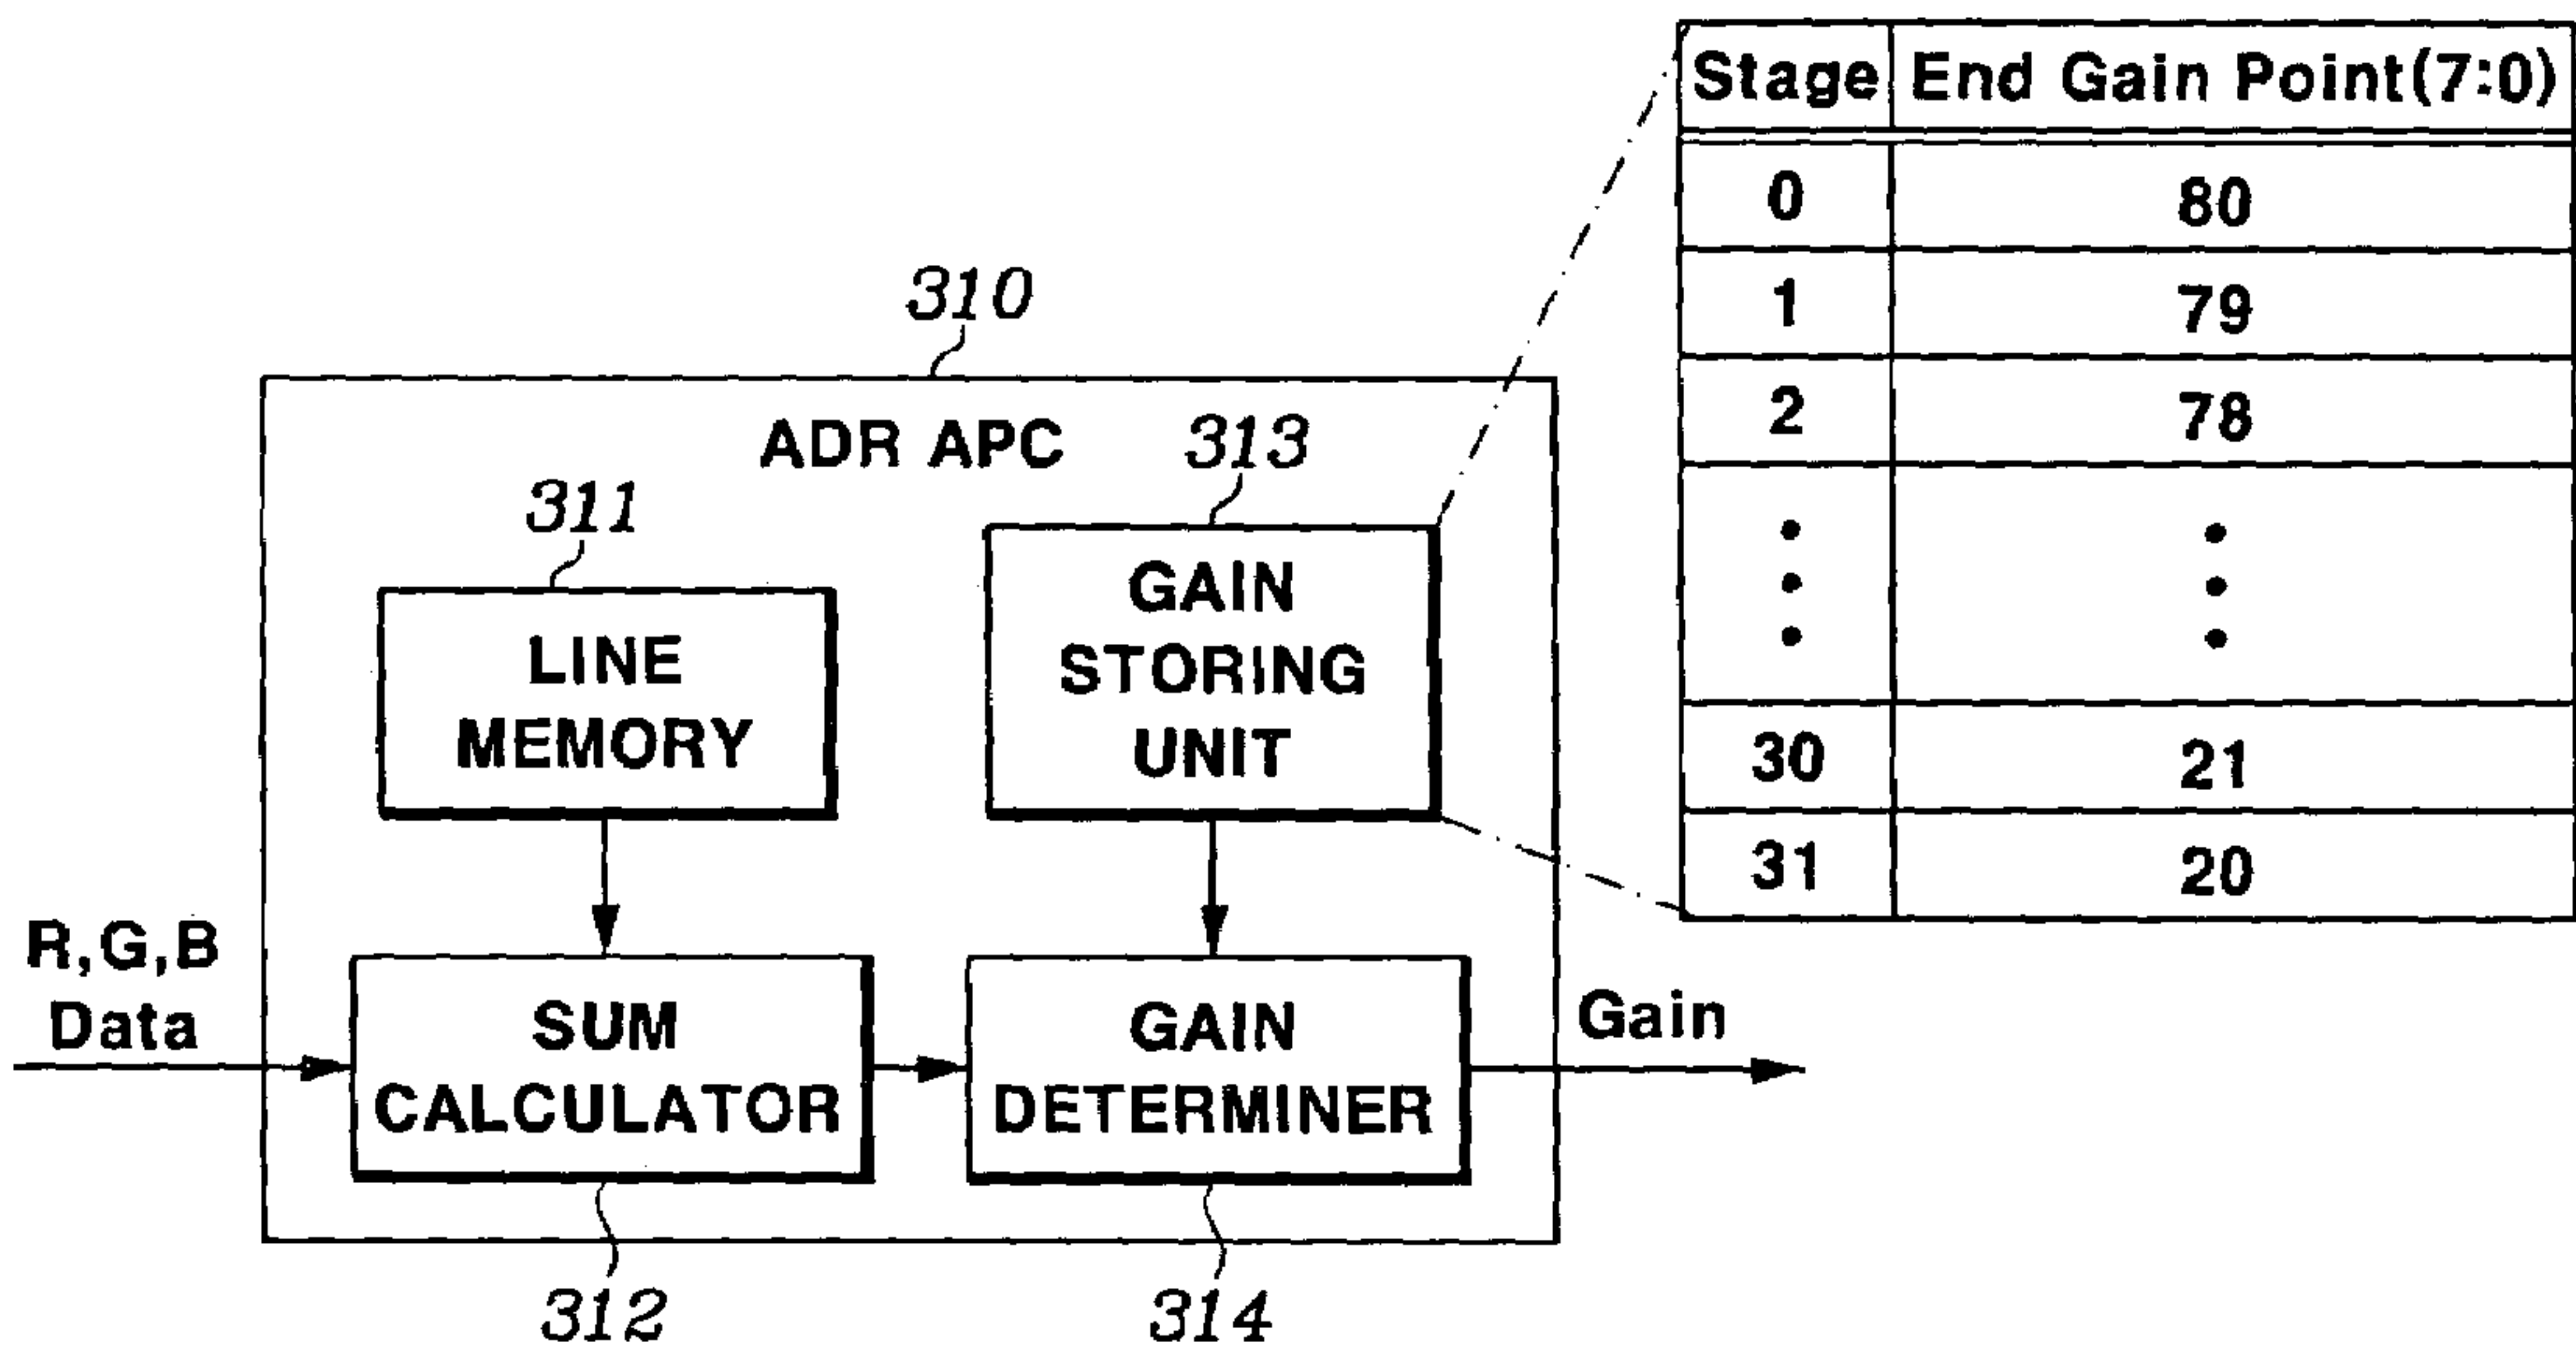 Stage End Gain Point(7:0)
0 80
1 79
2 78
30 21
31 20
310
ADR APC
311
LINE
MEMORY
313
GAIN
STORING
UNIT
R,G,B
Data
SUM
CALCULATOR
312
GAIN
DETERMINER
314
Gain